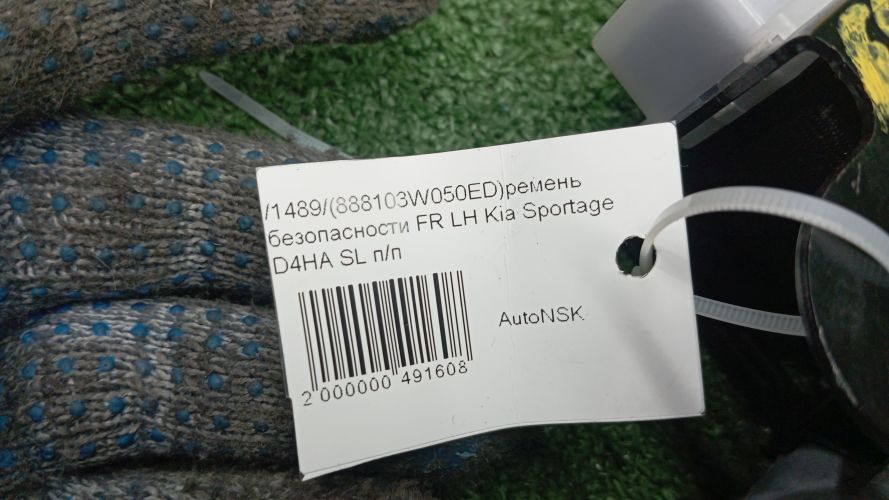 /1489/(888103W050ED)ремень
безопасности FR LH Kia Sportage
D4HA SL п/п
AutoNSK
2 000000 491608